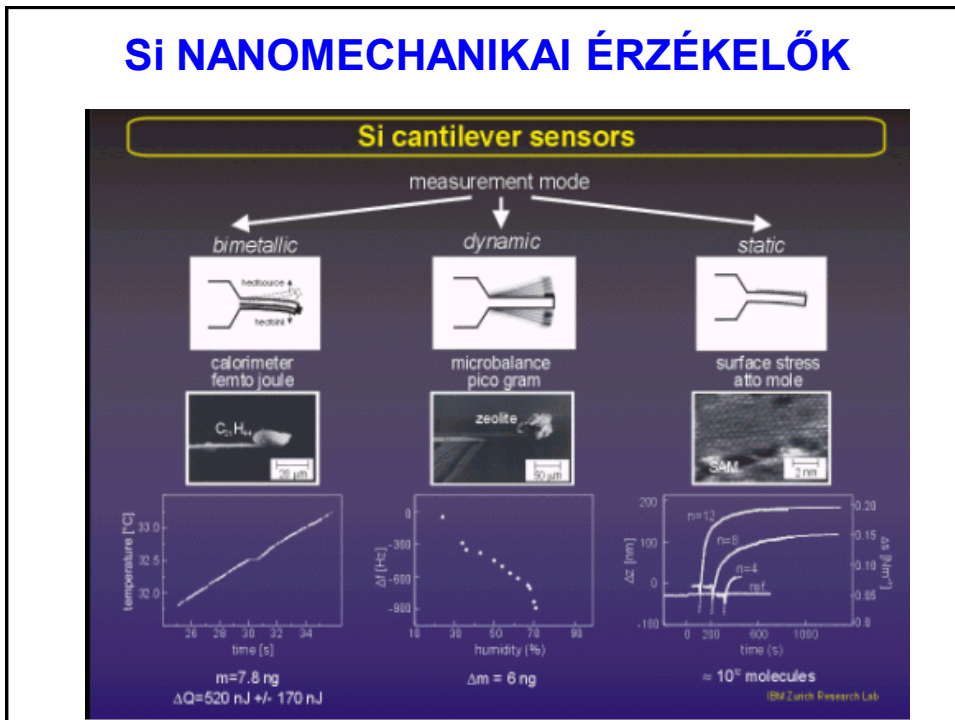 Si NANOMECHANIKAI ÉRZÉKELŐK
Si cantilever sensors
measurement mode
bimetallic
dynamic
static
heatsource
heatsink
calorimeter
femto joule
microbalance
pico gram
surface stress
atto mole
20 µm
zeolite
50 µm
SAM
2 nm
temperature [°C]
33.0
32.5
32.0
26 28 30 32 34
time [s]
Δf [Hz]
0
-300
-600
-900
10 30 50 70 90
humidity (%)
Δz [nm]
200
100
0
-100
n=12
n=8
n=4
ref
0 200 600 1000
time (s)
0.20
0.15
0.10
0.05
0.0
Δs [Nm⁻¹]
m=7.8 ng
ΔQ=520 nJ +/- 170 nJ
Δm = 6 ng
molecules
IBM Zurich Research Lab